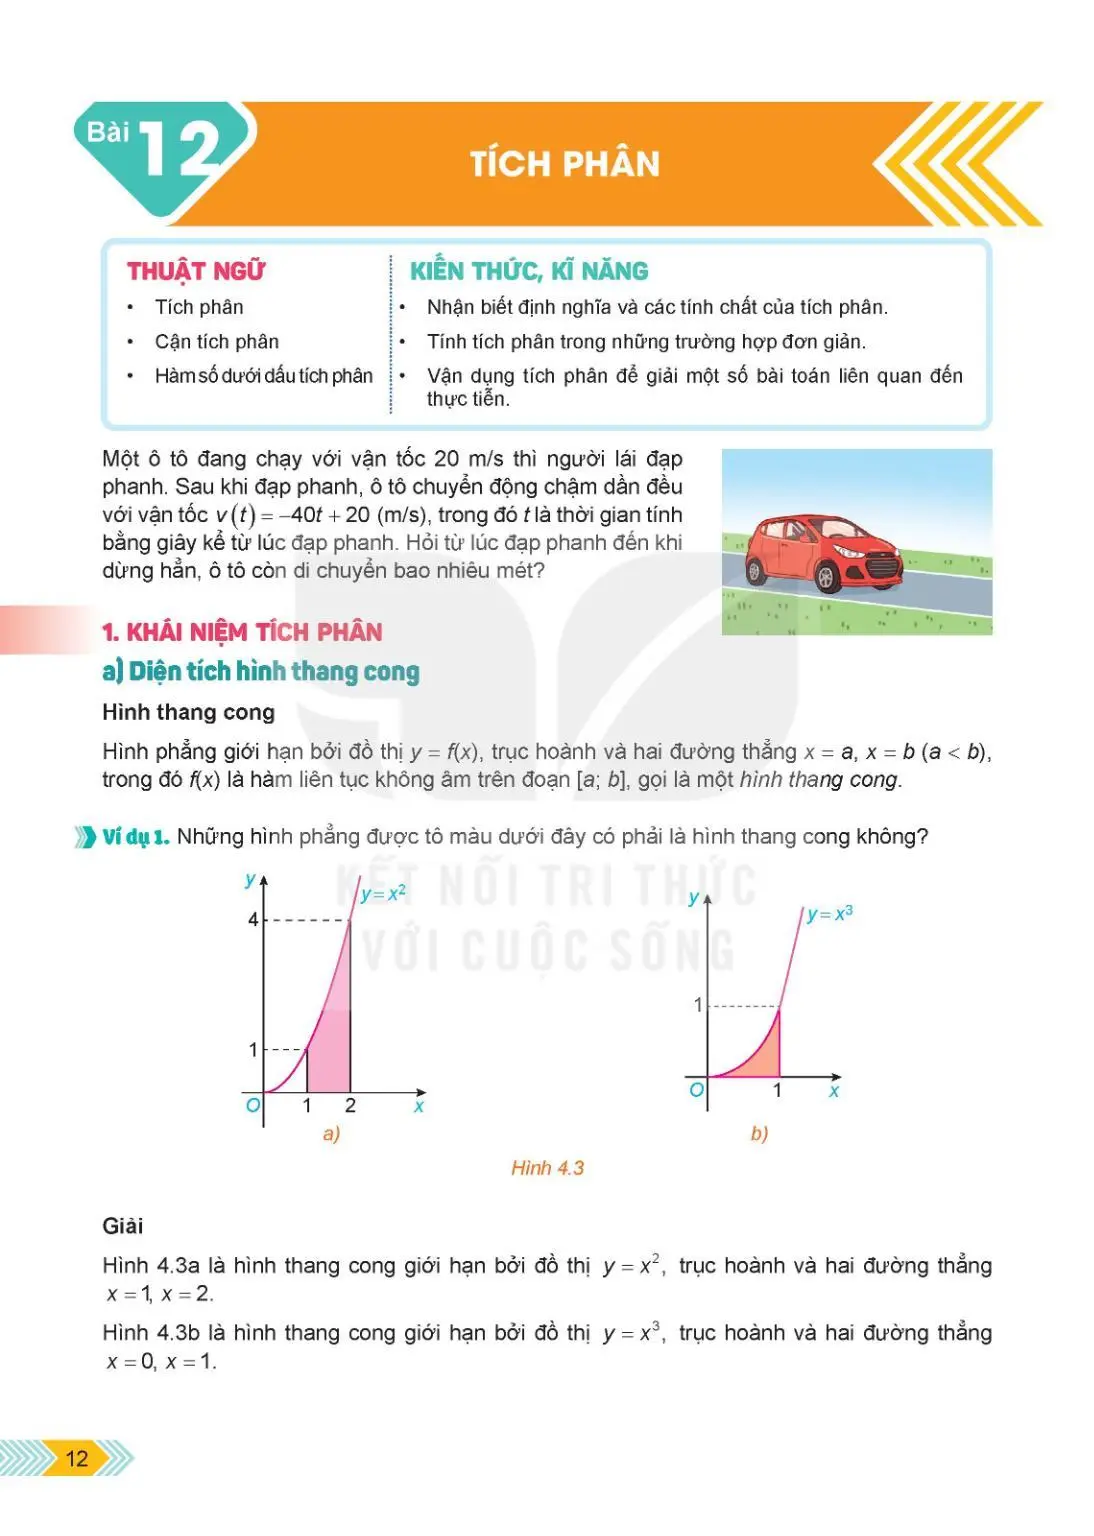 Bài 12
TÍCH PHÂN
THUẬT NGỮ
• Tích phân
• Cận tích phân
• Hàm số dưới dấu tích phân
KIẾN THỨC, KĨ NĂNG
• Nhận biết định nghĩa và các tính chất của tích phân.
• Tính tích phân trong những trường hợp đơn giản.
• Vận dụng tích phân để giải một số bài toán liên quan đến
thực tiễn.
Một ô tô đang chạy với vận tốc 20 m/s thì người lái đạp
phanh. Sau khi đạp phanh, ô tô chuyển động chậm dần đều
với vận tốc v(t) = –40t + 20 (m/s), trong đó t là thời gian tính
bằng giây kể từ lúc đạp phanh. Hỏi từ lúc đạp phanh đến khi
dừng hẳn, ô tô còn di chuyển bao nhiêu mét?
1. KHÁI NIỆM TÍCH PHÂN
a) Diện tích hình thang cong
Hình thang cong
Hình phẳng giới hạn bởi đồ thị y = f(x), trục hoành và hai đường thẳng x = a, x = b (a < b),
trong đó f(x) là hàm liên tục không âm trên đoạn [a; b], gọi là một hình thang cong.
Ví dụ 1. Những hình phẳng được tô màu dưới đây có phải là hình thang cong không?
KẾT NỐI TRI THỨC
VỚI CUỘC SỐNG
y
y = x²
4
1
O 1 2 x
a)
y
y = x³
1
O 1 x
b)
Hình 4.3
Giải
Hình 4.3a là hình thang cong giới hạn bởi đồ thị y = x², trục hoành và hai đường thẳng
x = 1, x = 2.
Hình 4.3b là hình thang cong giới hạn bởi đồ thị y = x³, trục hoành và hai đường thẳng
x = 0, x = 1.
12